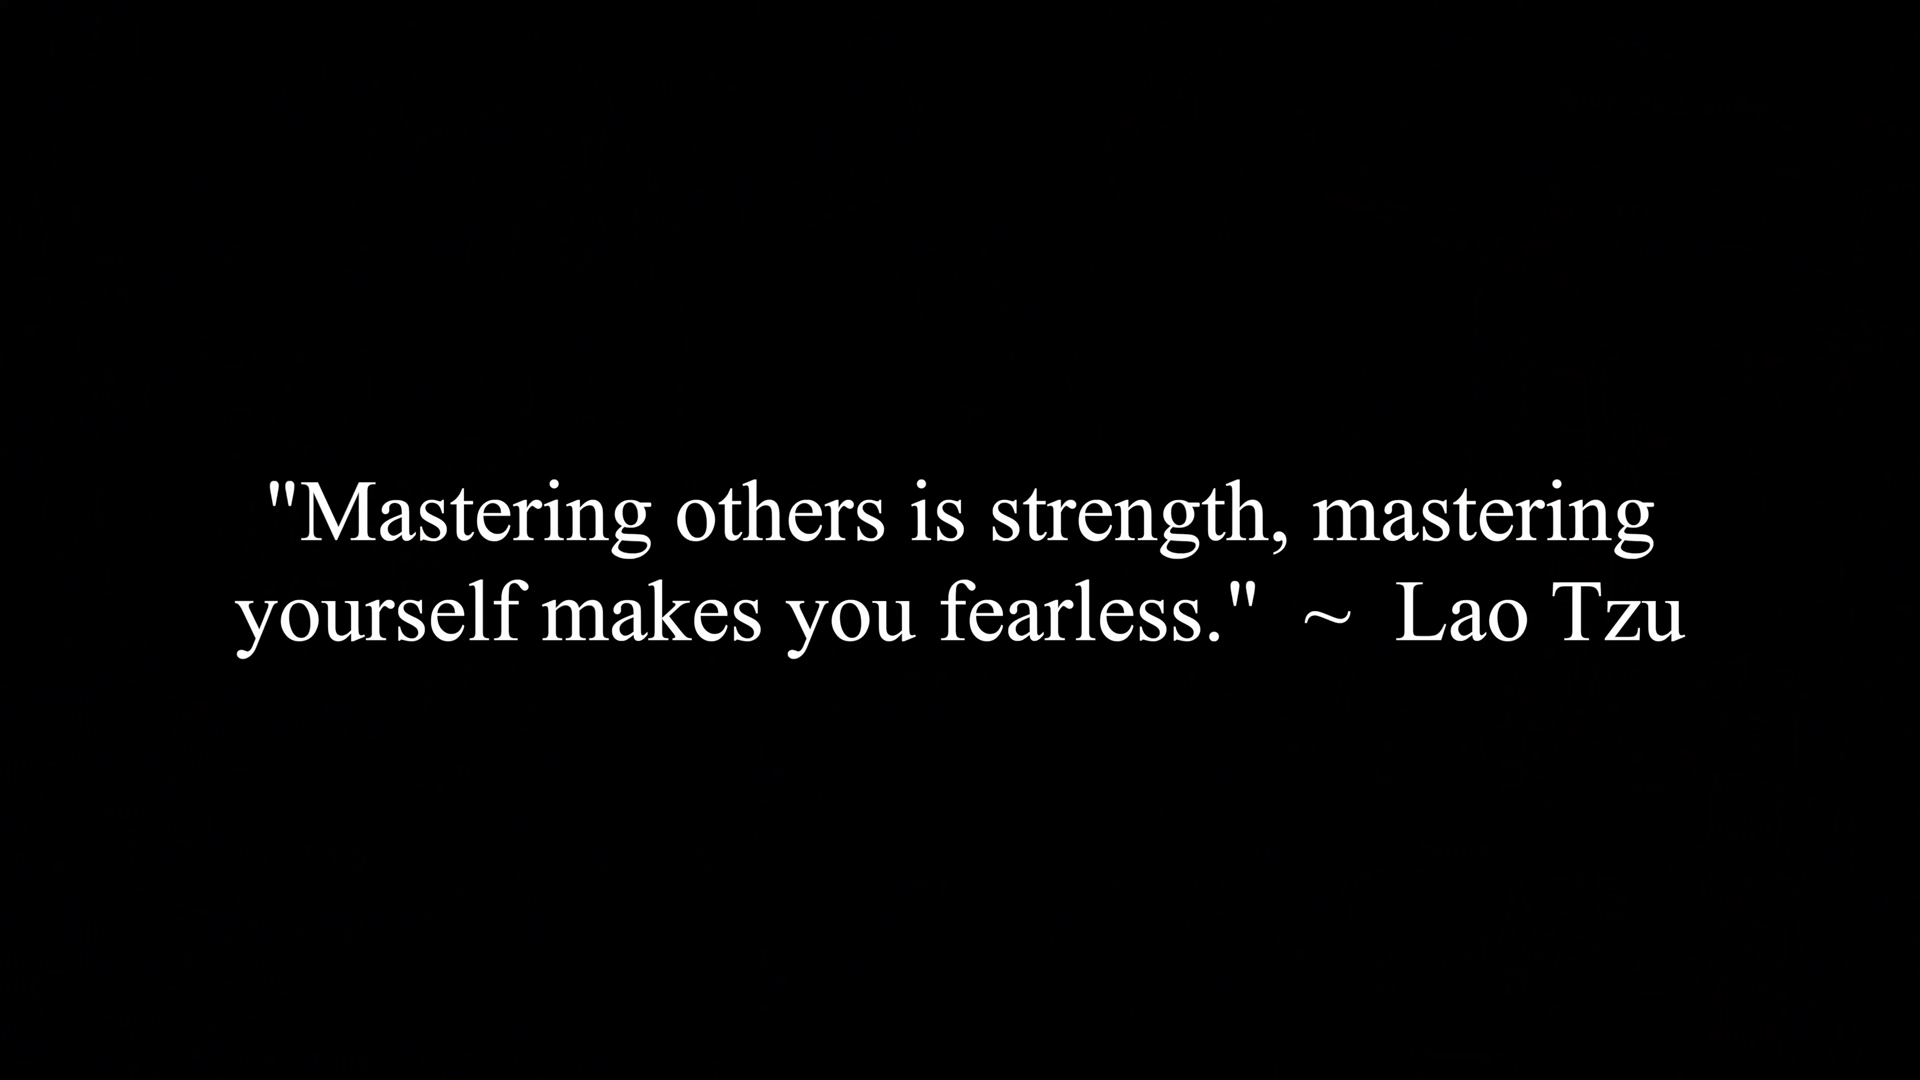 "Mastering others is strength, mastering
yourself makes you fearless."  ~  Lao Tzu